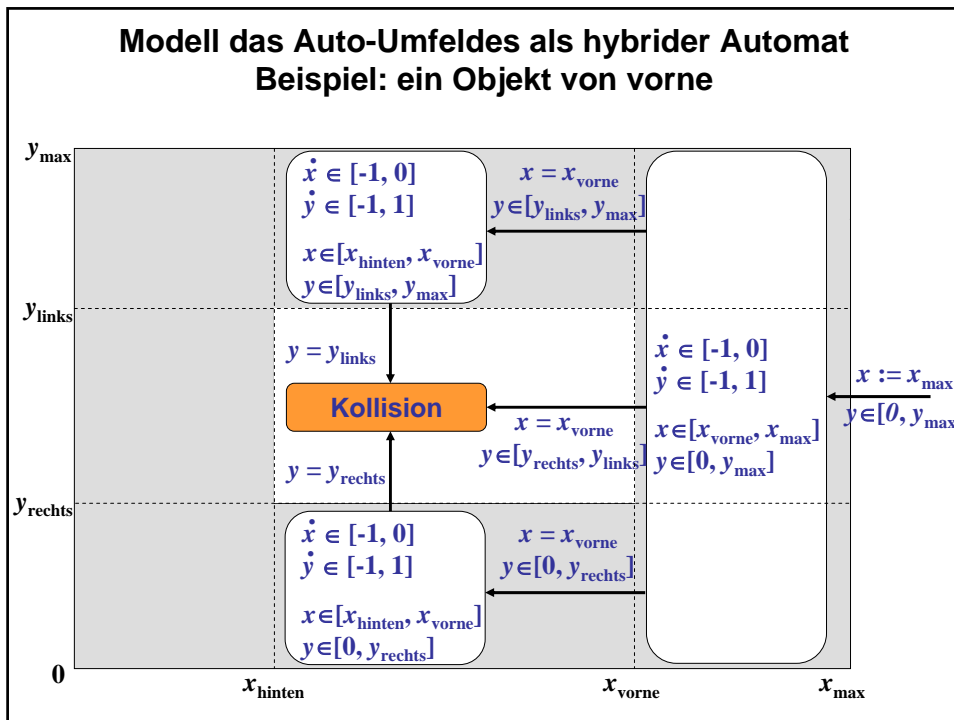 Modell das Auto-Umfeldes als hybrider Automat
Beispiel: ein Objekt von vorne
y_max
ẋ ∈ [-1, 0]
ẏ ∈ [-1, 1]
x∈[x_hinten, x_vorne]
y∈[y_links, y_max]
x = x_vorne
y∈[y_links, y_max]
y_links
y = y_links
Kollision
x = x_vorne
y∈[y_rechts, y_links]
ẋ ∈ [-1, 0]
ẏ ∈ [-1, 1]
x∈[x_vorne, x_max]
y∈[0, y_max]
x := x_max
y∈[0, y_max
y = y_rechts
y_rechts
ẋ ∈ [-1, 0]
ẏ ∈ [-1, 1]
x∈[x_hinten, x_vorne]
y∈[0, y_rechts]
x = x_vorne
y∈[0, y_rechts]
0
x_hinten
x_vorne
x_max